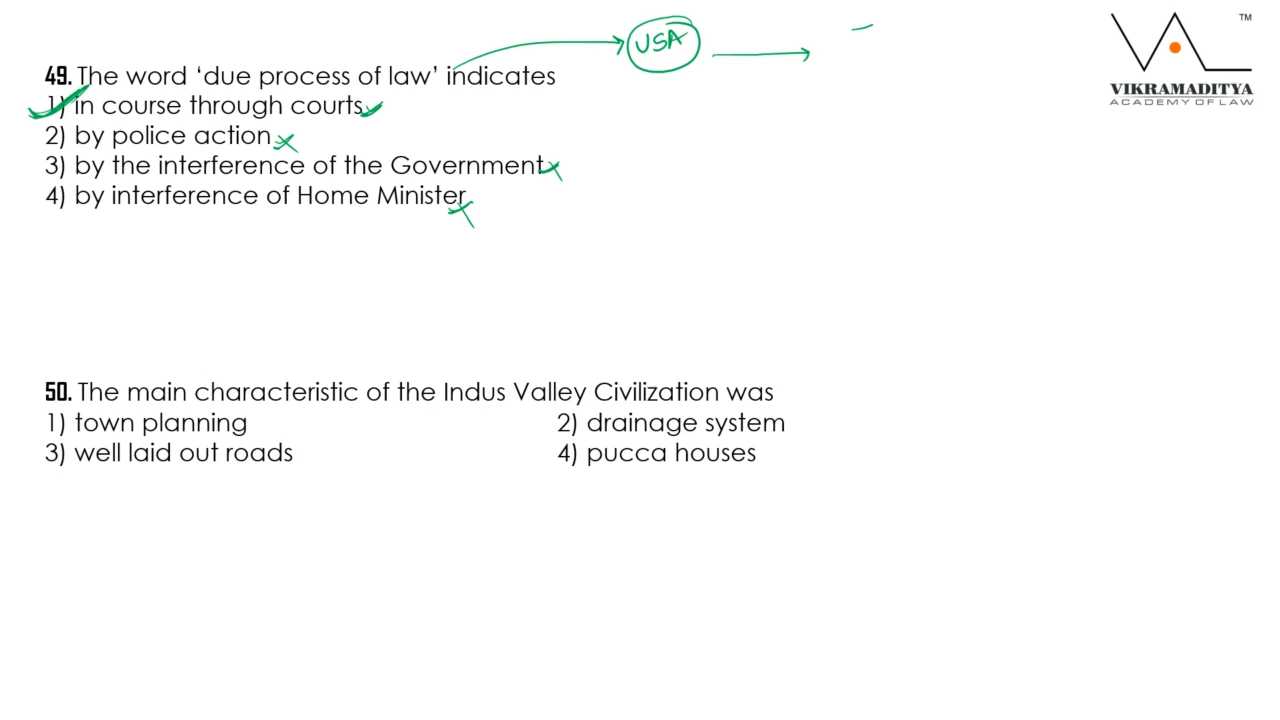 USA
TM
49. The word ‘due process of law’ indicates
1) in course through courts
2) by police action
3) by the interference of the Government
4) by interference of Home Minister
VIKRAMADITYA
ACADEMY OF LAW
50. The main characteristic of the Indus Valley Civilization was
1) town planning 2) drainage system
3) well laid out roads 4) pucca houses